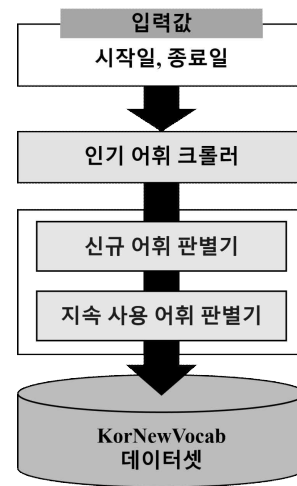 입력값
시작일, 종료일
인기 어휘 크롤러
신규 어휘 판별기
지속 사용 어휘 판별기
KorNewVocab
데이터셋